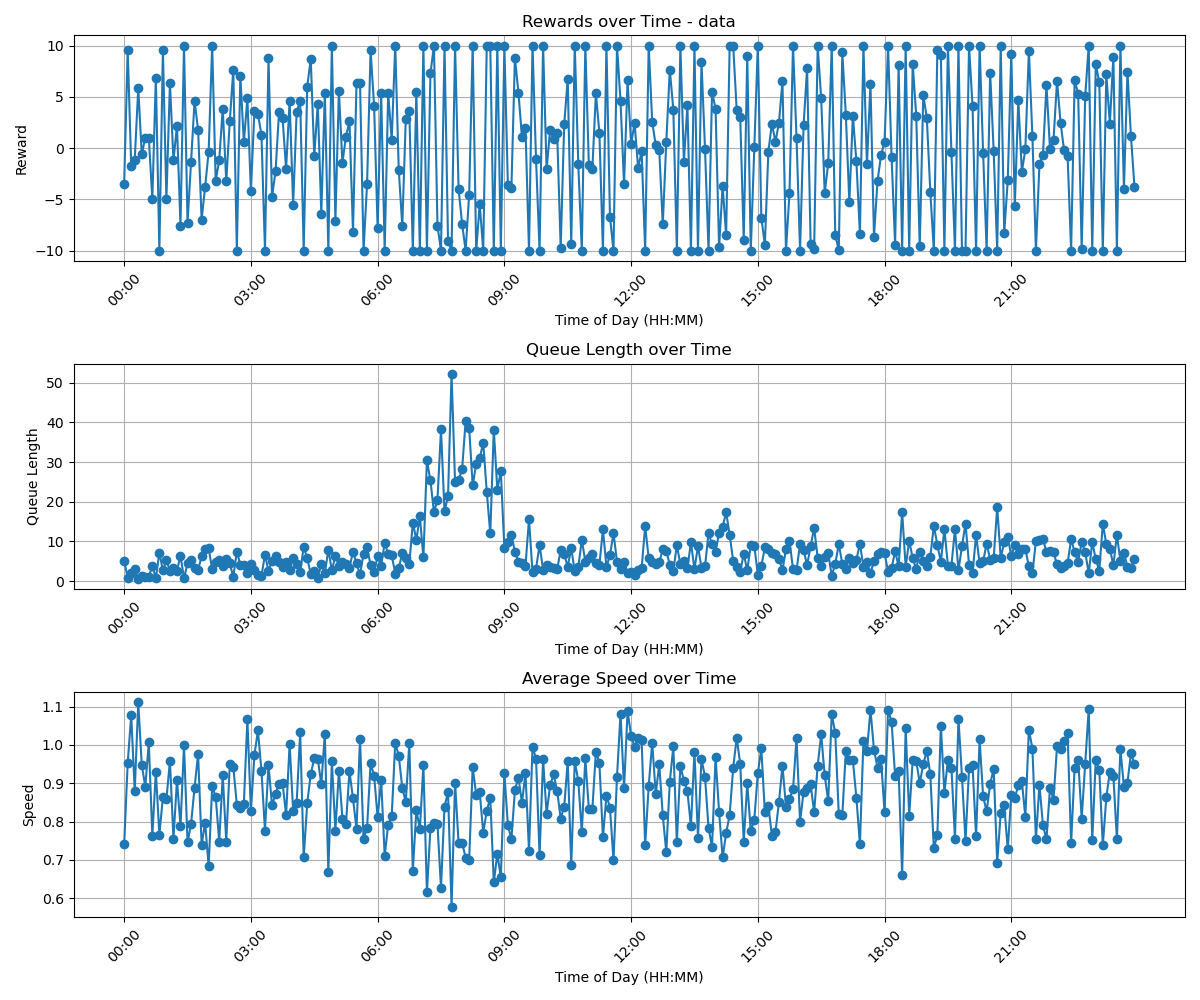 Rewards over Time - data
10
5
0
−5
−10
Reward
00:00 03:00 06:00 09:00 12:00 15:00 18:00 21:00
Time of Day (HH:MM)
Queue Length over Time
50
40
30
20
10
0
Queue Length
00:00 03:00 06:00 09:00 12:00 15:00 18:00 21:00
Time of Day (HH:MM)
Average Speed over Time
1.1
1.0
0.9
0.8
0.7
0.6
Speed
00:00 03:00 06:00 09:00 12:00 15:00 18:00 21:00
Time of Day (HH:MM)